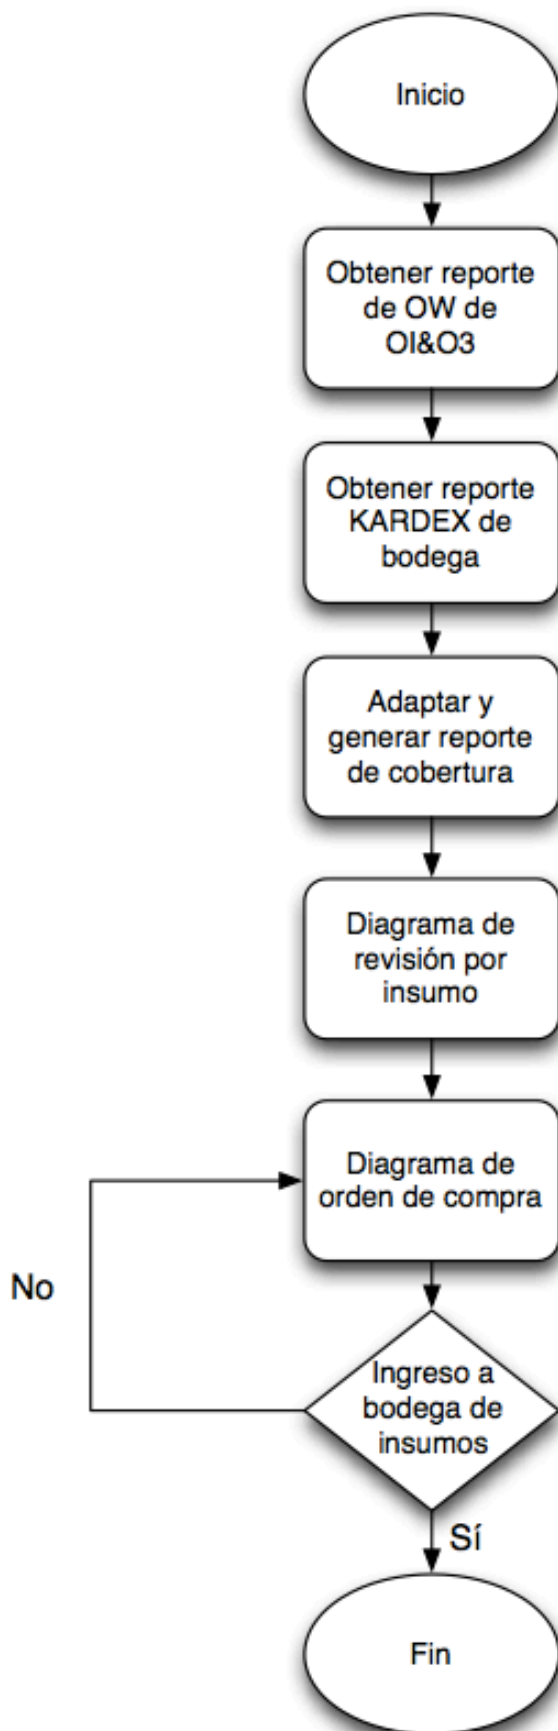 Inicio
Obtener reporte
de OW de
OI&O3
Obtener reporte
KARDEX de
bodega
Adaptar y
generar reporte
de cobertura
Diagrama de
revisión por
insumo
Diagrama de
orden de compra
No
Ingreso a
bodega de
insumos
Sí
Fin